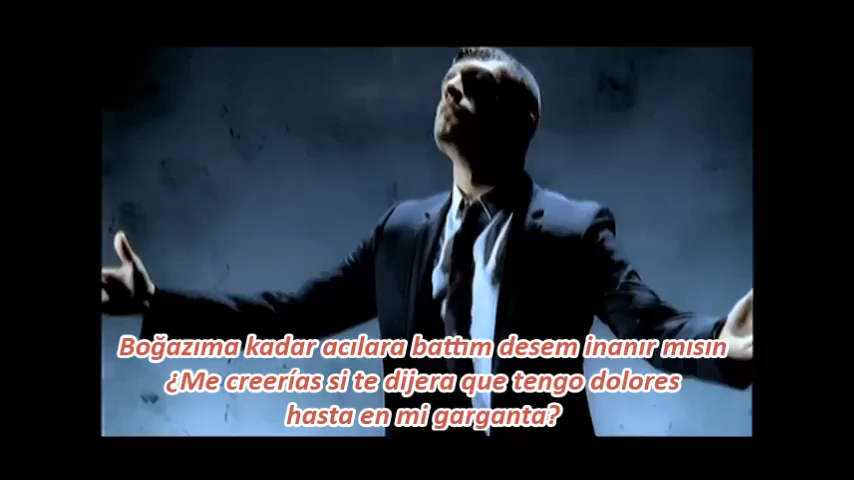 Boğazıma kadar acılara battım desem inanır mısın
¿Me creerías si te dijera que tengo dolores
hasta en mi garganta?